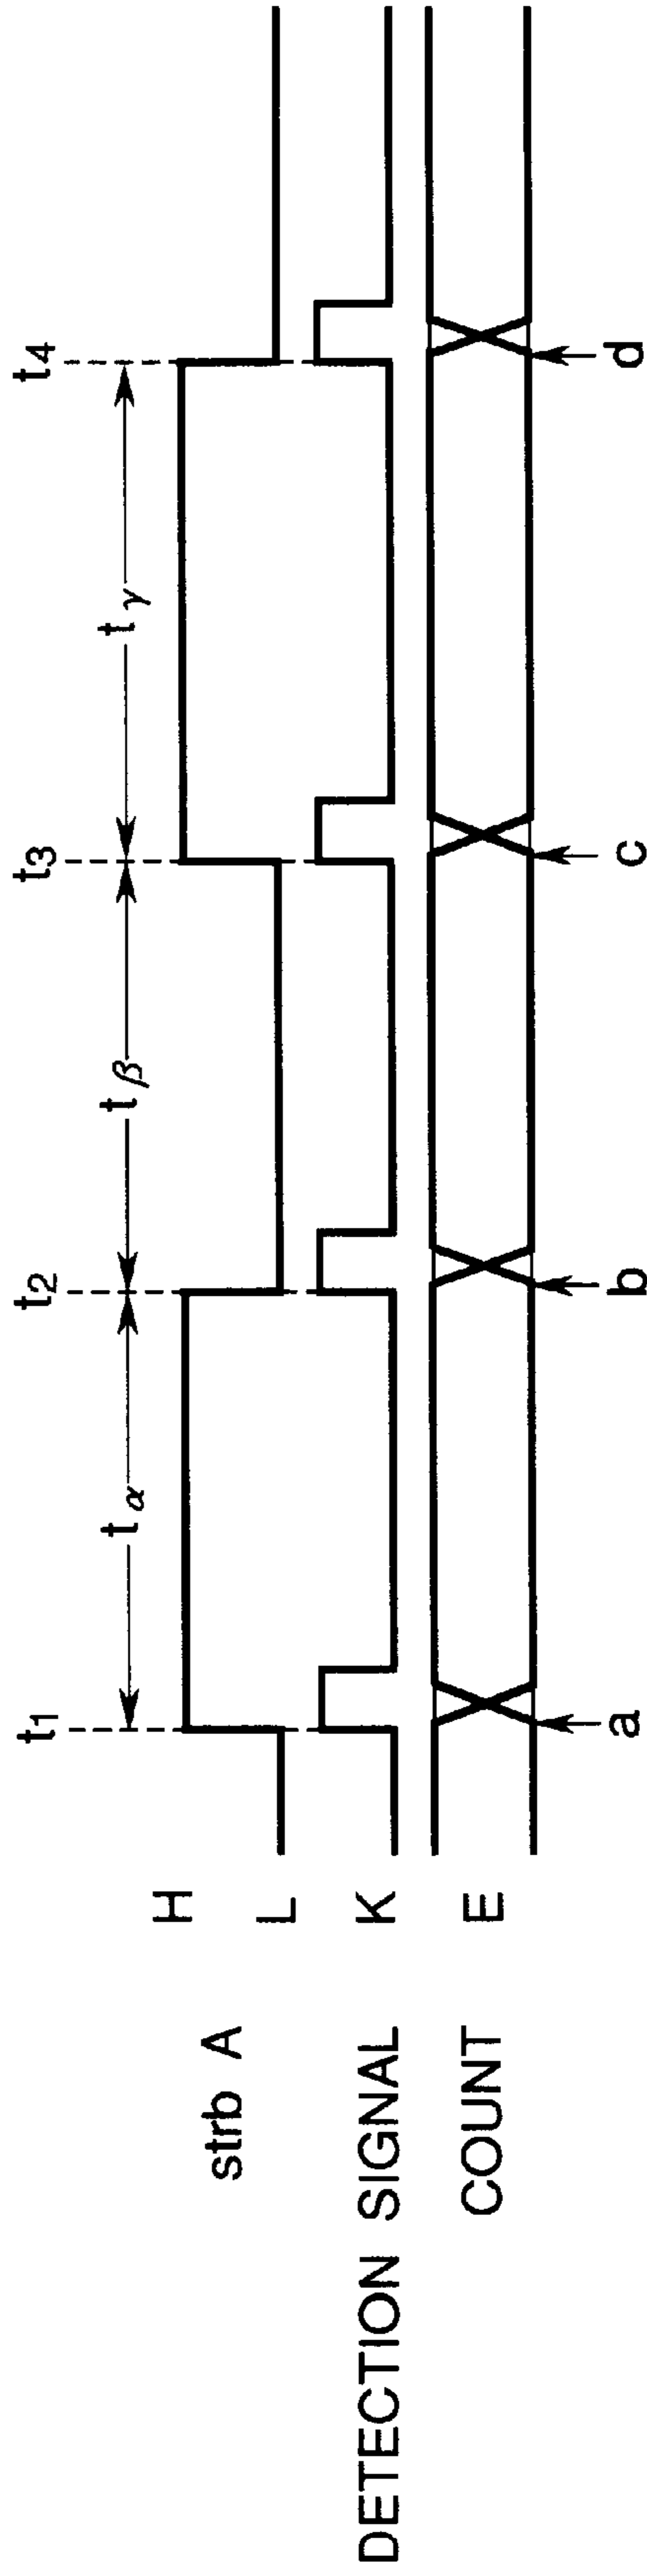 t1 t2 t3 t4
tα tβ tγ
strb A H
L
DETECTION SIGNAL K
COUNT E
a b c d